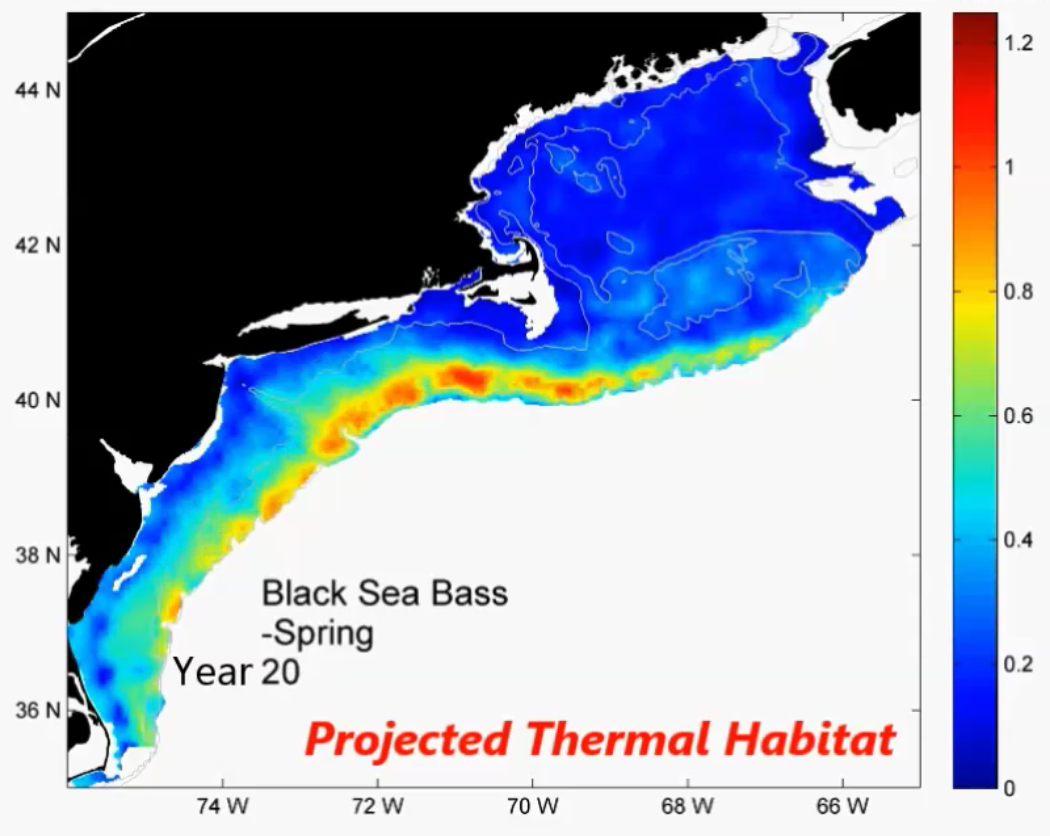 44 N
42 N
40 N
38 N
36 N
74 W
72 W
70 W
68 W
66 W
1.2
1
0.8
0.6
0.4
0.2
0
Black Sea Bass
-Spring
Year 20
Projected Thermal Habitat